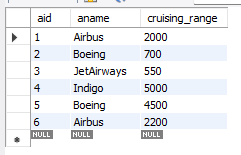 aid aname cruising_range
1 Airbus 2000
2 Boeing 700
3 JetAirways 550
4 Indigo 5000
5 Boeing 4500
6 Airbus 2200
NULL NULL NULL